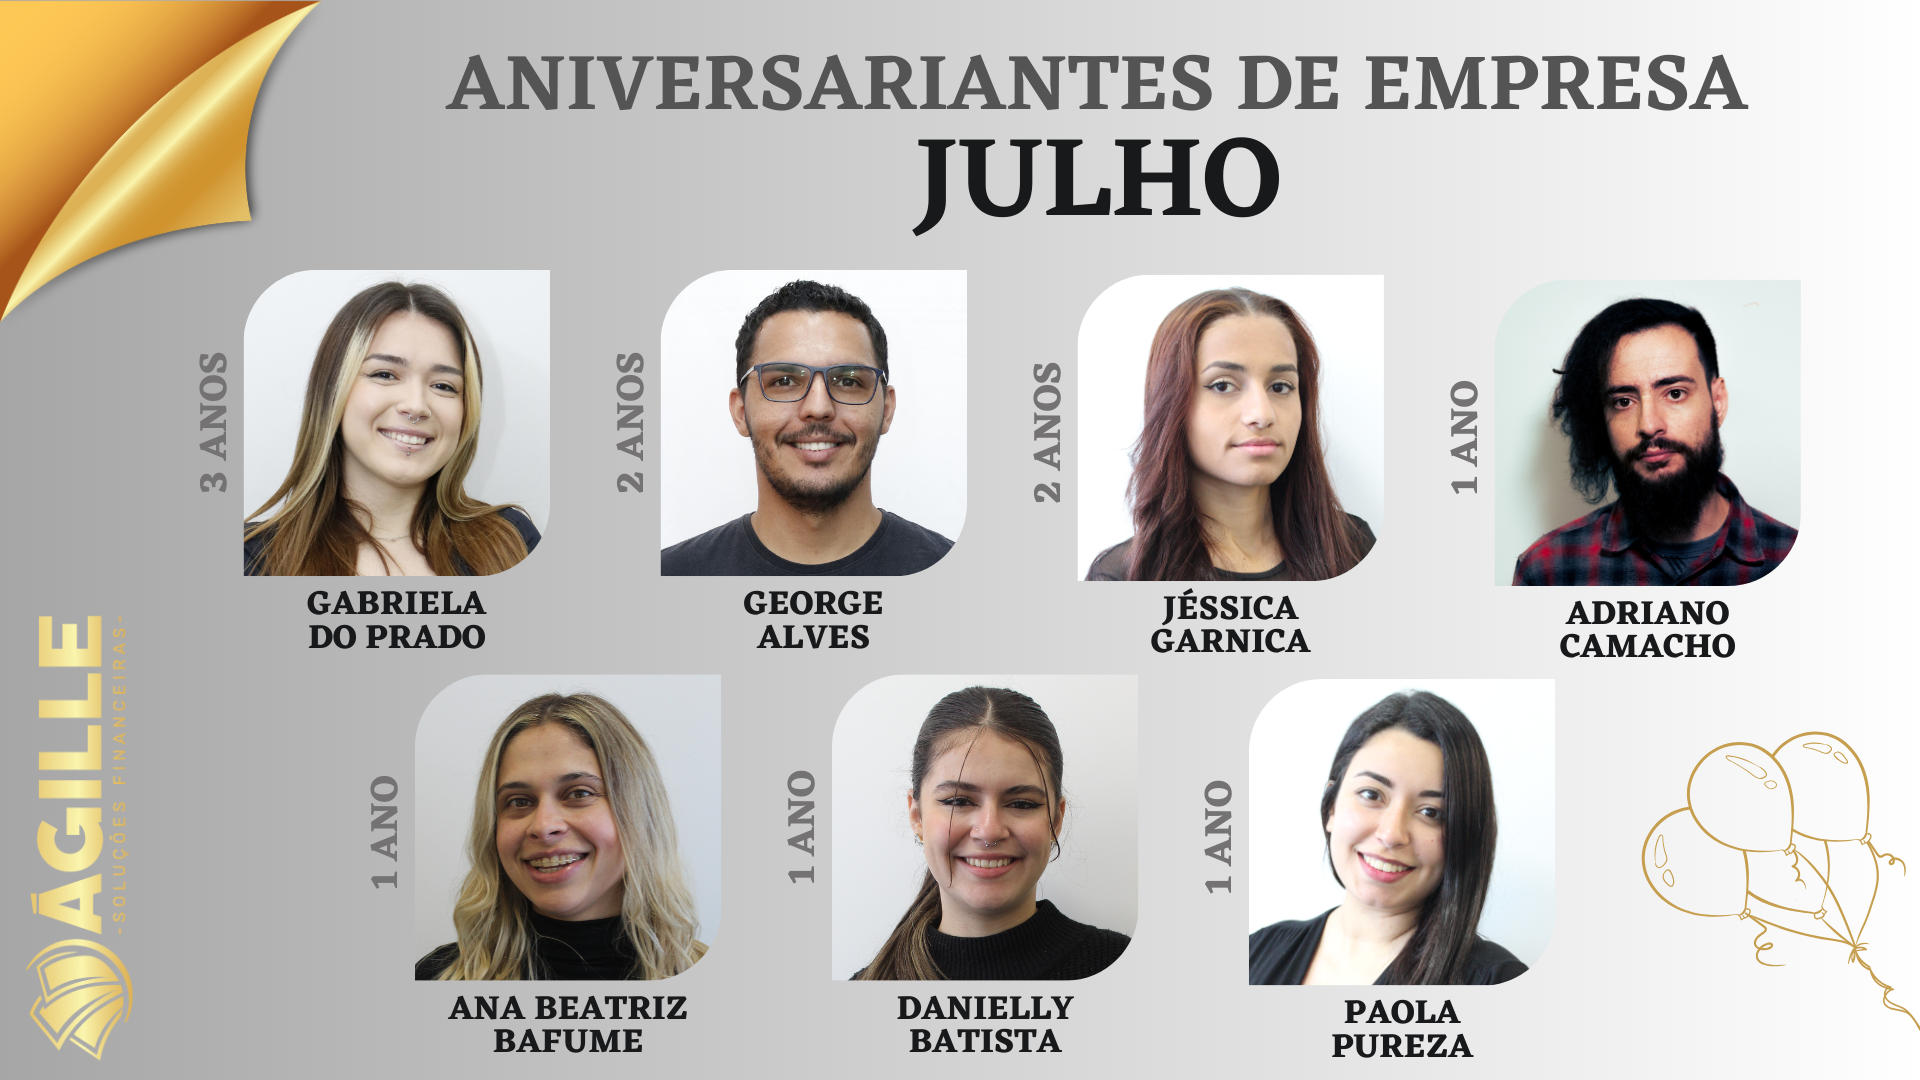 ANIVERSARIANTES DE EMPRESA
JULHO
3 ANOS
GABRIELA
DO PRADO
2 ANOS
GEORGE
ALVES
2 ANOS
JÉSSICA
GARNICA
1 ANO
ADRIANO
CAMACHO
1 ANO
ANA BEATRIZ
BAFUME
1 ANO
DANIELLY
BATISTA
1 ANO
PAOLA
PUREZA
ÁGILLE
-SOLUÇÕES FINANCEIRAS-